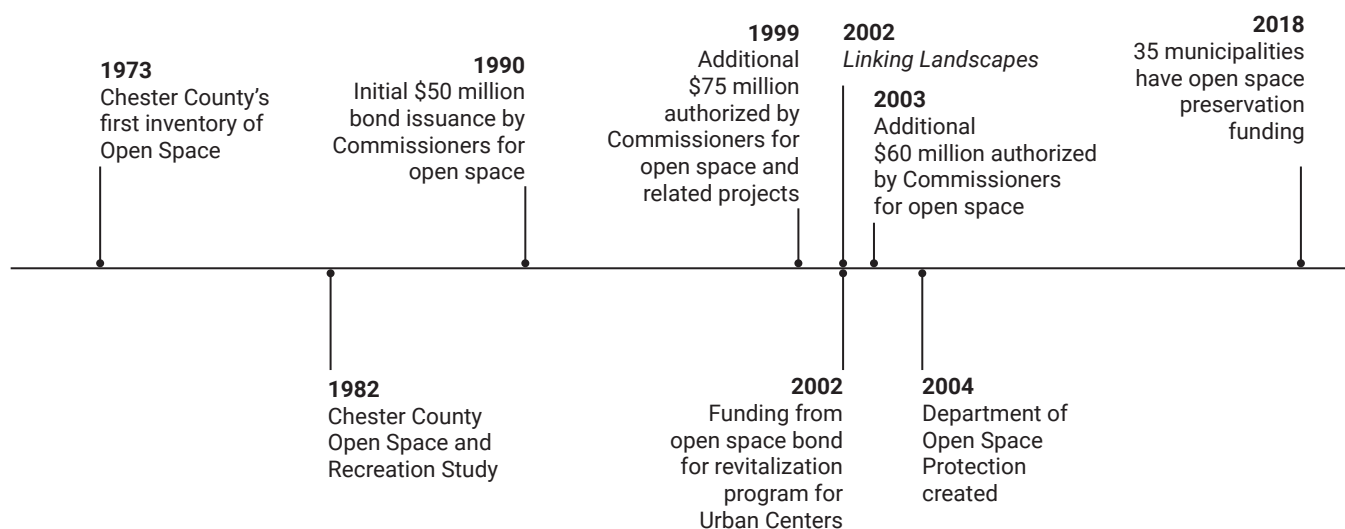 1973
Chester County’s
first inventory of
Open Space
1990
Initial $50 million
bond issuance by
Commissioners for
open space
1999
Additional
$75 million
authorized by
Commissioners for
open space and
related projects
2002
Linking Landscapes
2003
Additional
$60 million authorized
by Commissioners
for open space
2018
35 municipalities
have open space
preservation
funding
1982
Chester County
Open Space and
Recreation Study
2002
Funding from
open space bond
for revitalization
program for
Urban Centers
2004
Department of
Open Space
Protection
created